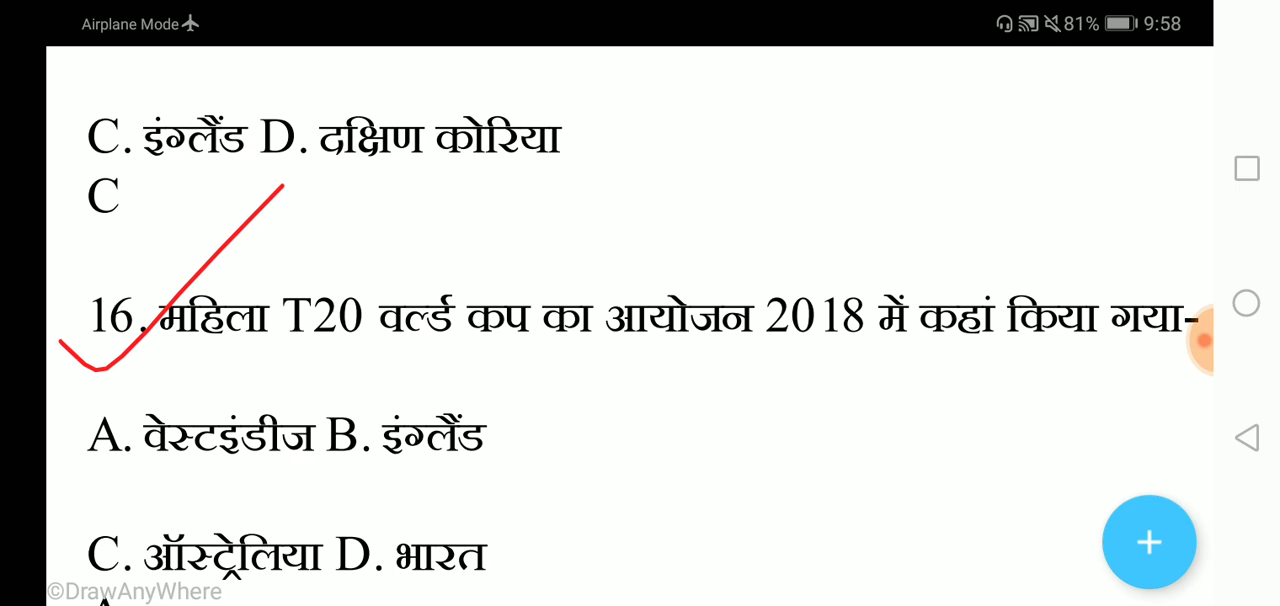 Airplane Mode 81% 9:58
C. इंग्लैंड D. दक्षिण कोरिया
C
16. महिला T20 वर्ल्ड कप का आयोजन 2018 में कहां किया गया-
A. वेस्टइंडीज B. इंग्लैंड
C. ऑस्ट्रेलिया D. भारत
©DrawAnyWhere